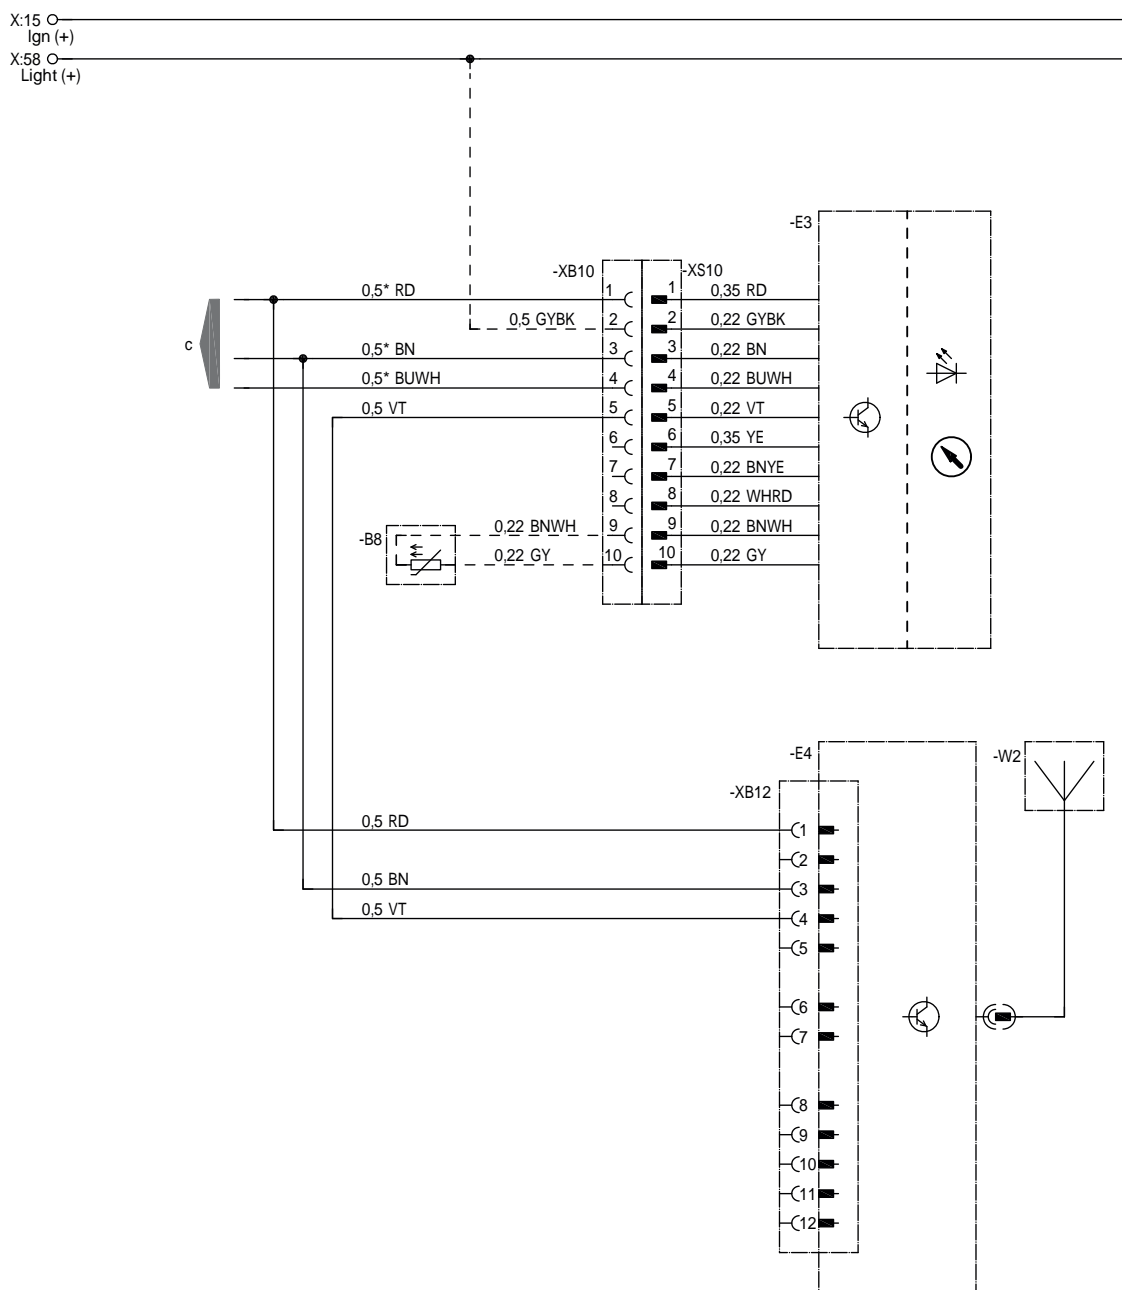 X:15
Ign (+)
X:58
Light (+)
-E3
-XB10
-XS10
0,5* RD
1
1
0,35 RD
0,5 GYBK
2
2
0,22 GYBK
c
0,5* BN
3
3
0,22 BN
0,5* BUWH
4
4
0,22 BUWH
0,5 VT
5
5
0,22 VT
6
6
0,35 YE
7
7
0,22 BNYE
8
8
0,22 WHRD
-B8
0,22 BNWH
9
9
0,22 BNWH
0,22 GY
10
10
0,22 GY
-E4
-W2
-XB12
0,5 RD
1
2
0,5 BN
3
0,5 VT
4
5
6
7
8
9
10
11
12